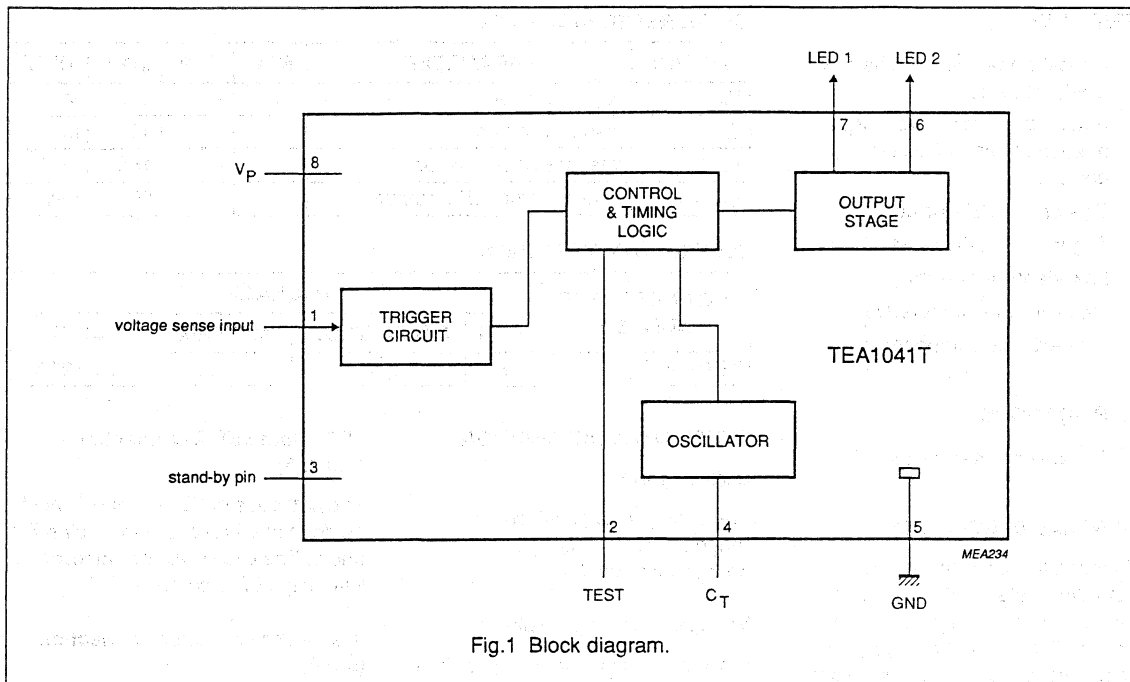 LED 1
LED 2
7
6
8
V_P
CONTROL
& TIMING
LOGIC
OUTPUT
STAGE
voltage sense input
1
TRIGGER
CIRCUIT
TEA1041T
OSCILLATOR
stand-by pin
3
2
4
5
MEA234
TEST
C_T
GND
Fig.1 Block diagram.